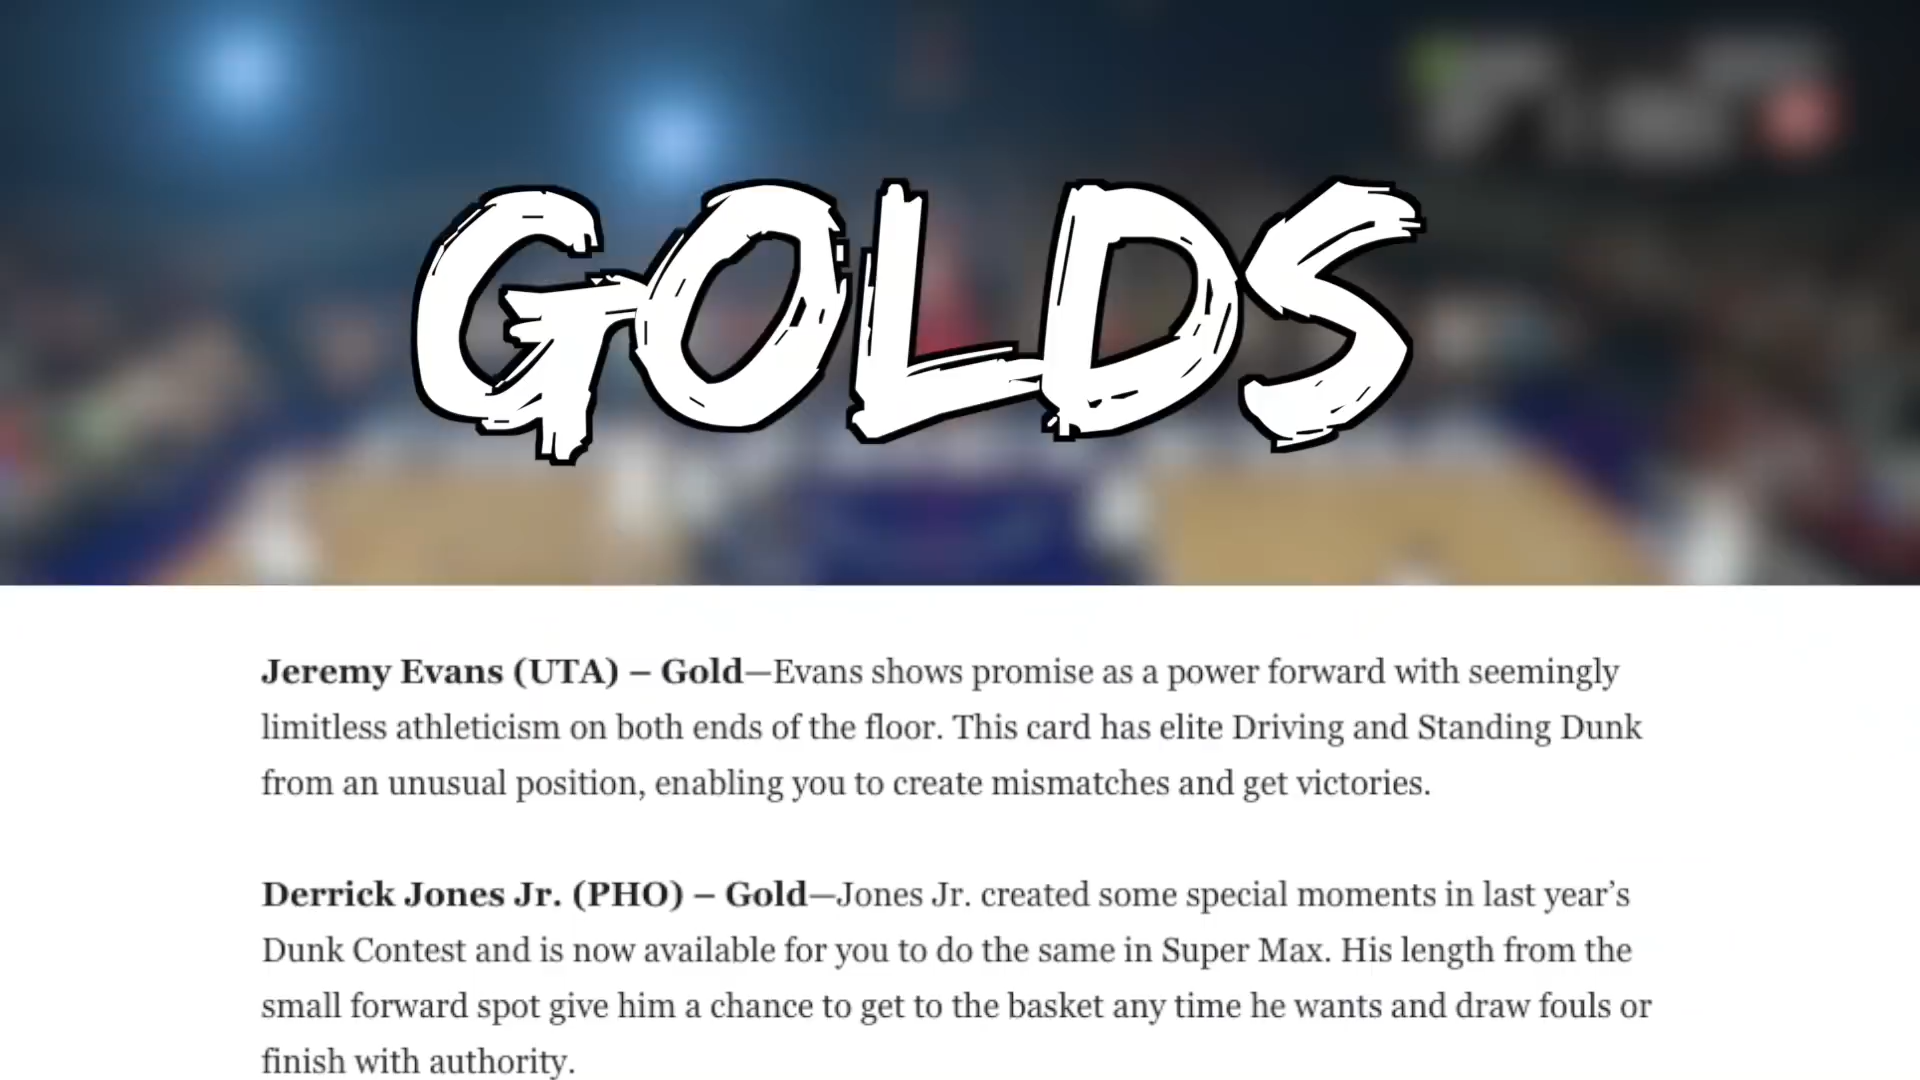 GOLDS
Jeremy Evans (UTA) – Gold—Evans shows promise as a power forward with seemingly
limitless athleticism on both ends of the floor. This card has elite Driving and Standing Dunk
from an unusual position, enabling you to create mismatches and get victories.
Derrick Jones Jr. (PHO) – Gold—Jones Jr. created some special moments in last year’s
Dunk Contest and is now available for you to do the same in Super Max. His length from the
small forward spot give him a chance to get to the basket any time he wants and draw fouls or
finish with authority.